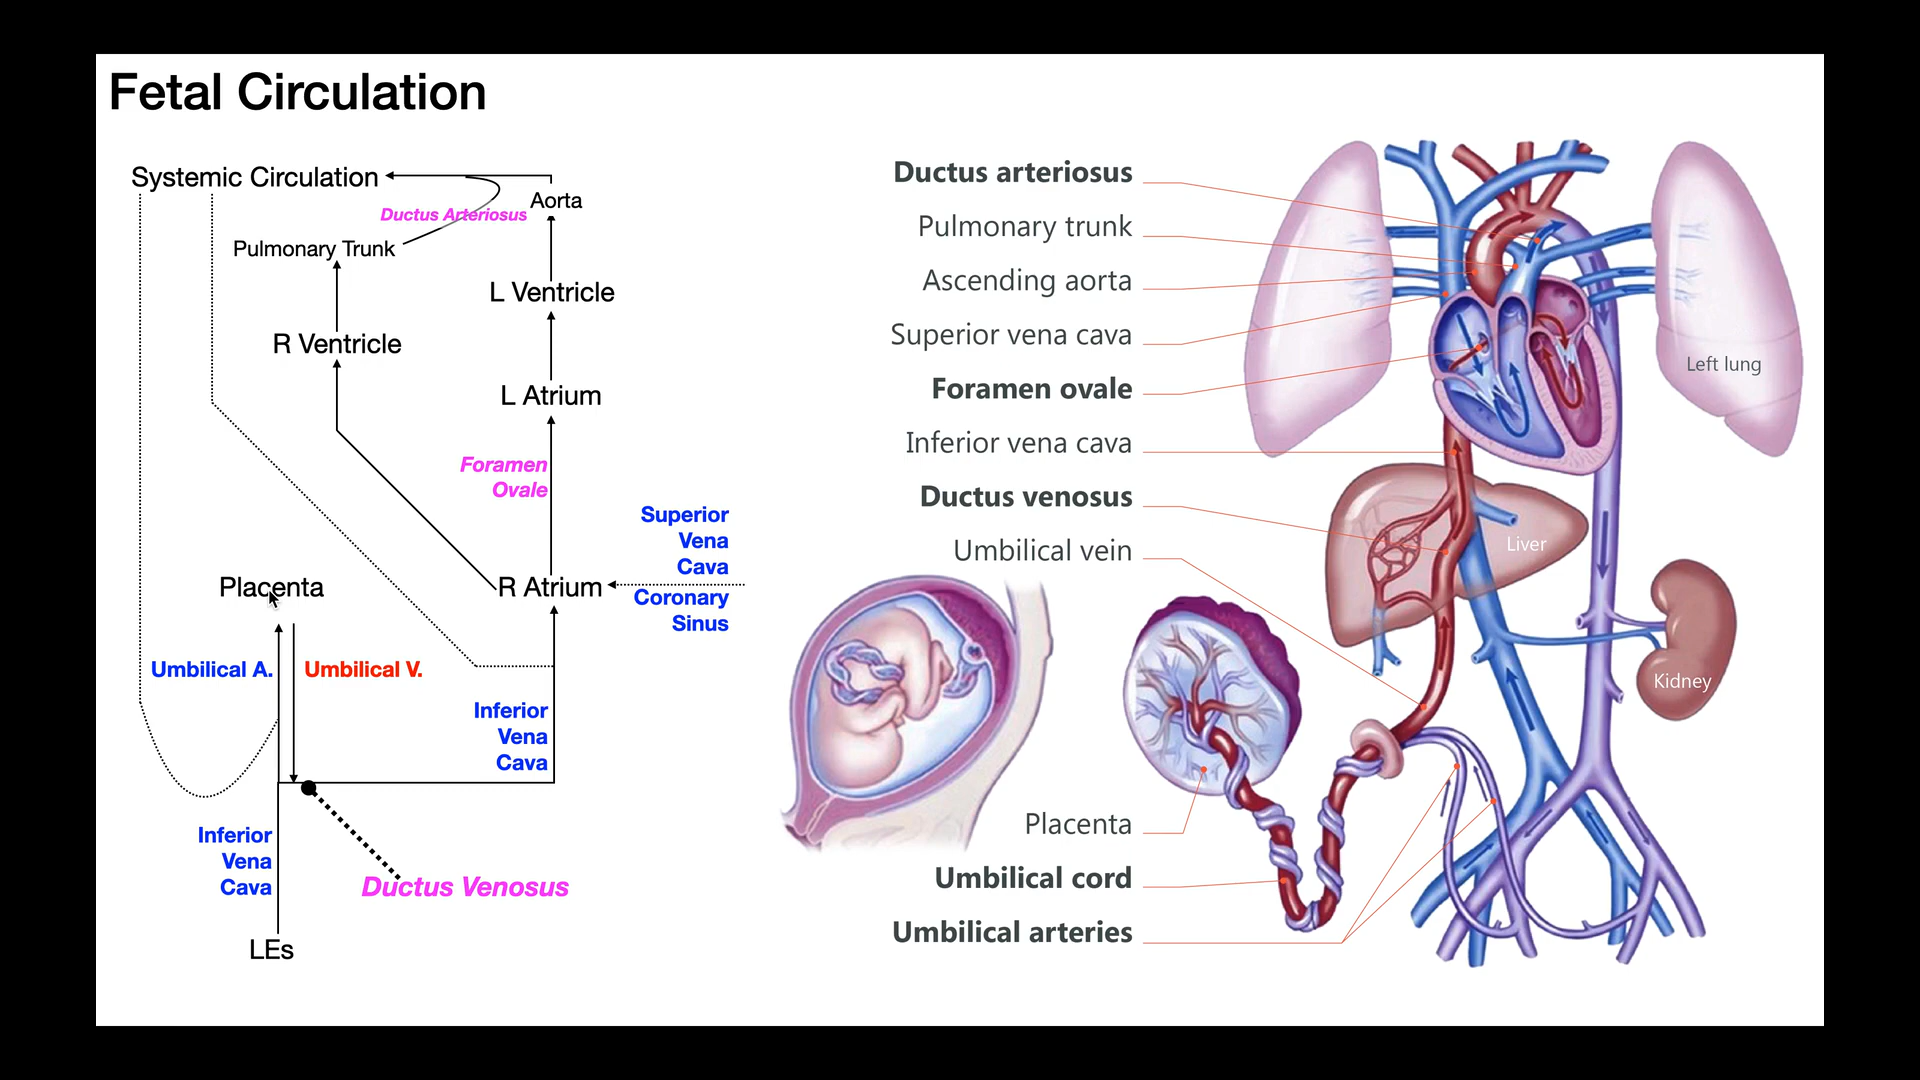 Fetal Circulation
Systemic Circulation
Aorta
Ductus Arteriosus
Pulmonary Trunk
L Ventricle
R Ventricle
L Atrium
Foramen
Ovale
Superior
Vena
Cava
Placenta
R Atrium
Coronary
Sinus
Umbilical A.
Umbilical V.
Inferior
Vena
Cava
Inferior
Vena
Cava
Ductus Venosus
LEs
Ductus arteriosus
Pulmonary trunk
Ascending aorta
Superior vena cava
Foramen ovale
Inferior vena cava
Ductus venosus
Umbilical vein
Left lung
Liver
Kidney
Placenta
Umbilical cord
Umbilical arteries